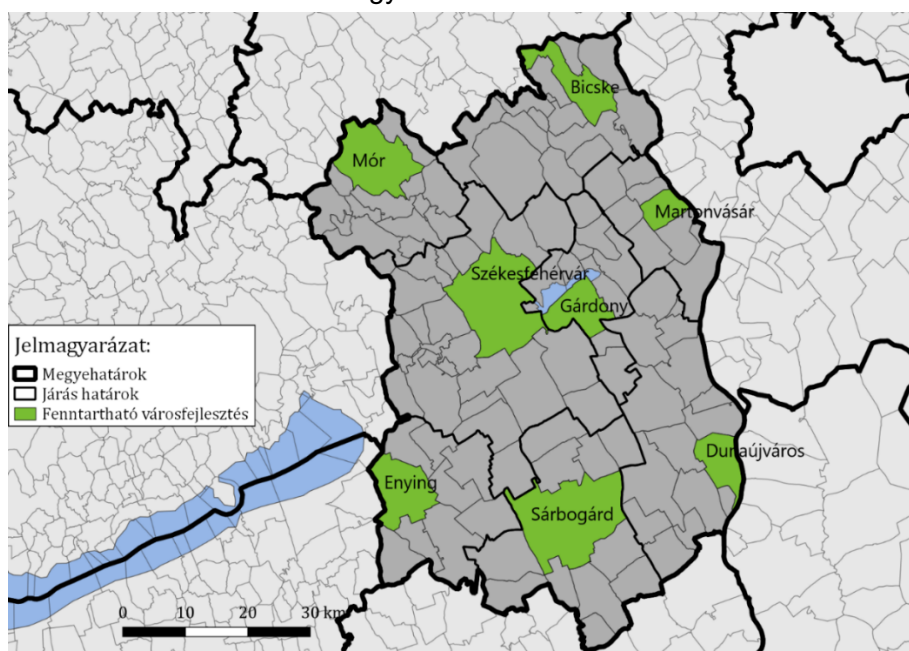 Bicske
Mór
Martonvásár
Székesfehérvár
Gárdony
Jelmagyarázat:
Megyehatárok
Járás határok
Fenntartható városfejlesztés
Dunaújváros
Enying
Sárbogárd
0 10 20 30 km